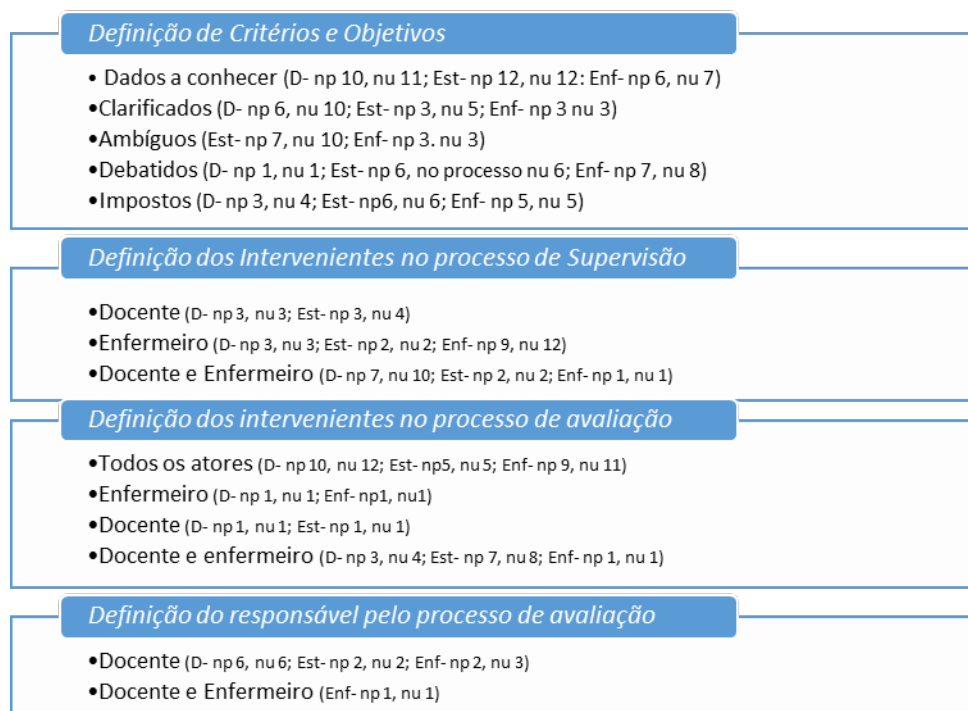 Definição de Critérios e Objetivos
• Dados a conhecer (D- np 10, nu 11; Est- np 12, nu 12: Enf- np 6, nu 7)
•Clarificados (D- np 6, nu 10; Est- np 3, nu 5; Enf- np 3 nu 3)
•Ambíguos (Est- np 7, nu 10; Enf- np 3. nu 3)
•Debatidos (D- np 1, nu 1; Est- np 6, no processo nu 6; Enf- np 7, nu 8)
•Impostos (D- np 3, nu 4; Est- np6, nu 6; Enf- np 5, nu 5)
Definição dos Intervenientes no processo de Supervisão
•Docente (D- np 3, nu 3; Est- np 3, nu 4)
•Enfermeiro (D- np 3, nu 3; Est- np 2, nu 2; Enf- np 9, nu 12)
•Docente e Enfermeiro (D- np 7, nu 10; Est- np 2, nu 2; Enf- np 1, nu 1)
Definição dos intervenientes no processo de avaliação
•Todos os atores (D- np 10, nu 12; Est- np5, nu 5; Enf- np 9, nu 11)
•Enfermeiro (D- np 1, nu 1; Enf- np1, nu1)
•Docente (D- np 1, nu 1; Est- np 1, nu 1)
•Docente e enfermeiro (D- np 3, nu 4; Est- np 7, nu 8; Enf- np 1, nu 1)
Definição do responsável pelo processo de avaliação
•Docente (D- np 6, nu 6; Est- np 2, nu 2; Enf- np 2, nu 3)
•Docente e Enfermeiro (Enf- np 1, nu 1)